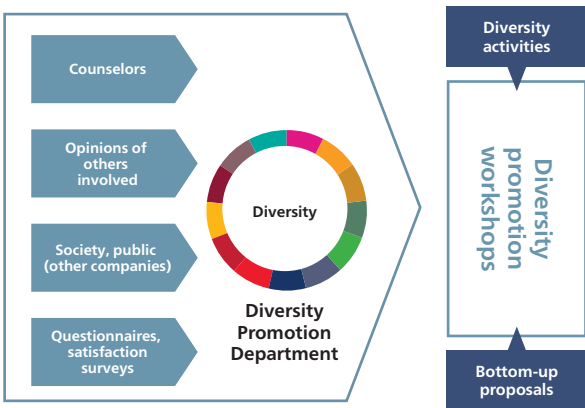 Counselors
Opinions of
others
involved
Society, public
(other companies)
Questionnaires,
satisfaction
surveys
Diversity
Diversity
Promotion
Department
Diversity
activities
Diversity
promotion
workshops
Bottom-up
proposals